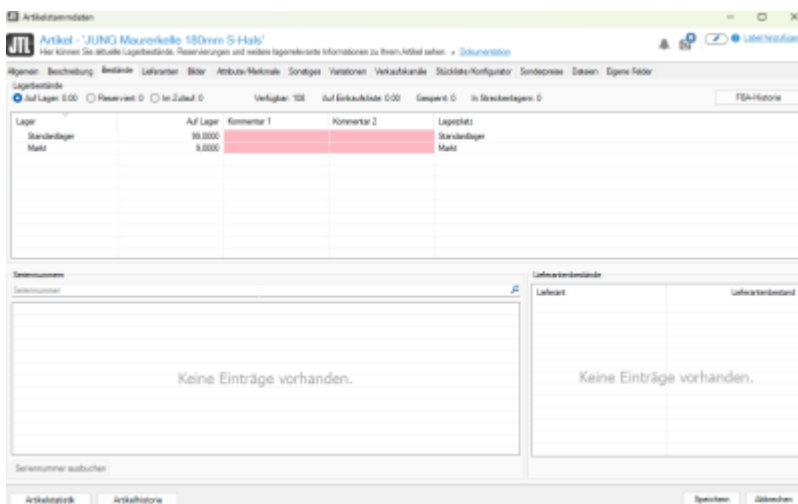 Artikelstammdaten
JTL
Artikel - 'JUNG Maurerkelle 180mm S-Hals'
Hier können Sie aktuelle Lagerbestände, Reservierungen und weitere lagerrelevante Informationen zu Ihrem Artikel sehen. Dokumentation
Label hinzufügen
Allgemein Beschreibung Bestände Lieferanten Bilder Attribute/Merkmale Sonstiges Variationen Verkaufskanäle Stückliste/Konfigurator Sonderpreise Dateien Eigene Felder
Lagerbestände
Auf Lager: 0.00 Reserviert: 0 Im Zulauf: 0 Verfügbar: 108 Auf Einkaufsliste: 0.00 Gesperrt: 0 In Streckenlagern: 0 FBA-Historie
Lager Auf Lager Kommentar 1 Kommentar 2 Lagerplatz
Standardlager 99,0000 Standardlager
Markt 9,0000 Markt
Seriennummern
Seriennummer
Keine Einträge vorhanden.
Seriennummer ausbuchen
Lieferantenbestände
Lieferant Lieferantenbestand
Keine Einträge vorhanden.
Artikelstatistik Artikelhistorie Speichern Abbrechen